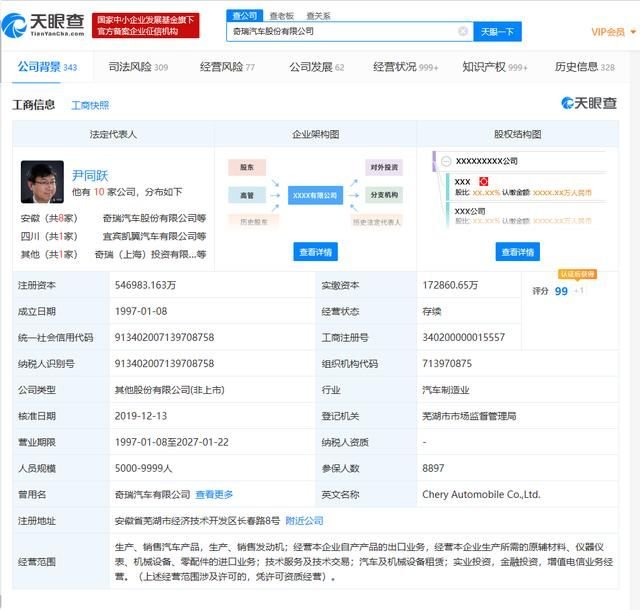 天眼查
TianYanCha.com
国家中小企业发展基金旗下
官方备案企业征信机构
查公司 查老板 查关系
奇瑞汽车股份有限公司
天眼一下
VIP会员
公司背景 343 司法风险 309 经营风险 77 公司发展 62 经营状况 999+ 知识产权 999+ 历史信息 328
工商信息 工商快照
天眼查
法定代表人 企业架构图 股权结构图
尹同跃
他有 10 家公司，分布如下
安徽（共8家） 奇瑞汽车股份有限公司等
四川（共1家） 宜宾凯翼汽车有限公司等
其他（共1家） 奇瑞（上海）投资有限...等
股东 对外投资
高管 XXXX有限公司 分支机构
历史股东 历史法定代表人
查看详情
XXXXXXXXX公司
XXX
股比: XX.XX% 认缴金额: XXXX.XX万人民币
XXX公司
股比: XX.XX% 认缴金额: XXXX.XX万人民币
查看详情
注册资本 546983.163万 实缴资本 172860.65万
认证后获得
评分 99 +1
成立日期 1997-01-08 经营状态 存续
统一社会信用代码 913402007139708758 工商注册号 340200000015557
纳税人识别号 913402007139708758 组织机构代码 713970875
公司类型 其他股份有限公司(非上市) 行业 汽车制造业
核准日期 2019-12-13 登记机关 芜湖市市场监督管理局
营业期限 1997-01-08至2027-01-22 纳税人资质 -
人员规模 5000-9999人 参保人数 8897
曾用名 奇瑞汽车有限公司 查看更多 英文名称 Chery Automobile Co.,Ltd.
注册地址 安徽省芜湖市经济技术开发区长春路8号 附近公司
经营范围 生产、销售汽车产品，生产、销售发动机；经营本企业自产产品的出口业务，经营本企业生产所需的原辅材料、仪器仪
表、机械设备、零配件的进口业务；技术服务及技术交易；汽车及机械设备租赁；实业投资，金融投资，增值电信业务经
营。（上述经营范围涉及许可的，凭许可资质经营）。